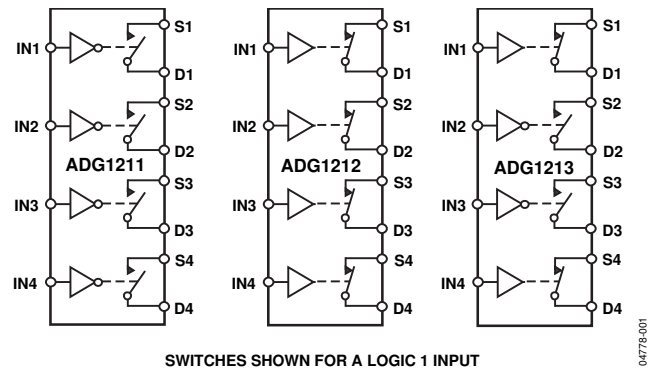 S1
IN1
D1
S2
IN2
D2
ADG1211
S3
IN3
D3
S4
IN4
D4
S1
IN1
D1
S2
IN2
D2
ADG1212
S3
IN3
D3
S4
IN4
D4
S1
IN1
D1
S2
IN2
D2
ADG1213
S3
IN3
D3
S4
IN4
D4
SWITCHES SHOWN FOR A LOGIC 1 INPUT
04778-001